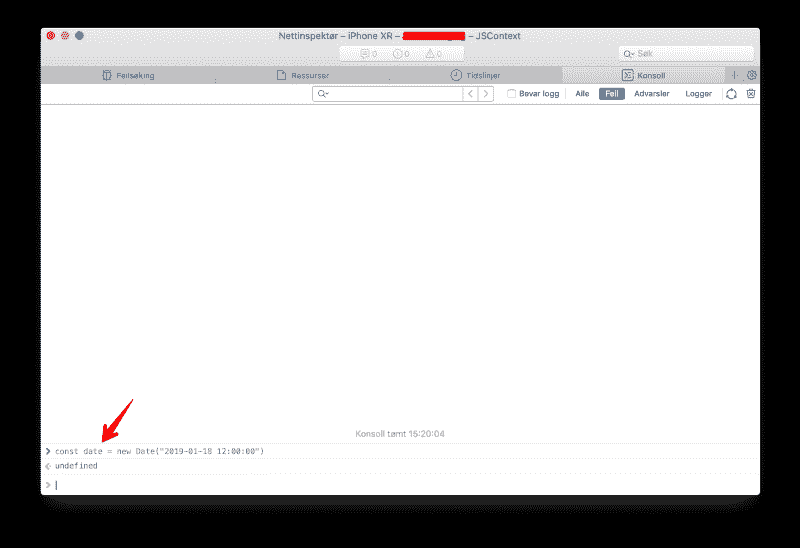 Nettinspektør – iPhone XR – – JSContext
0 0 0
Søk
Feilsøking Ressurser Tidslinjer Konsoll
Bevar logg Alle Feil Advarsler Logger
Konsoll tømt 15:20:04
> const date = new Date("2019-01-18 12:00:00")
< undefined
>